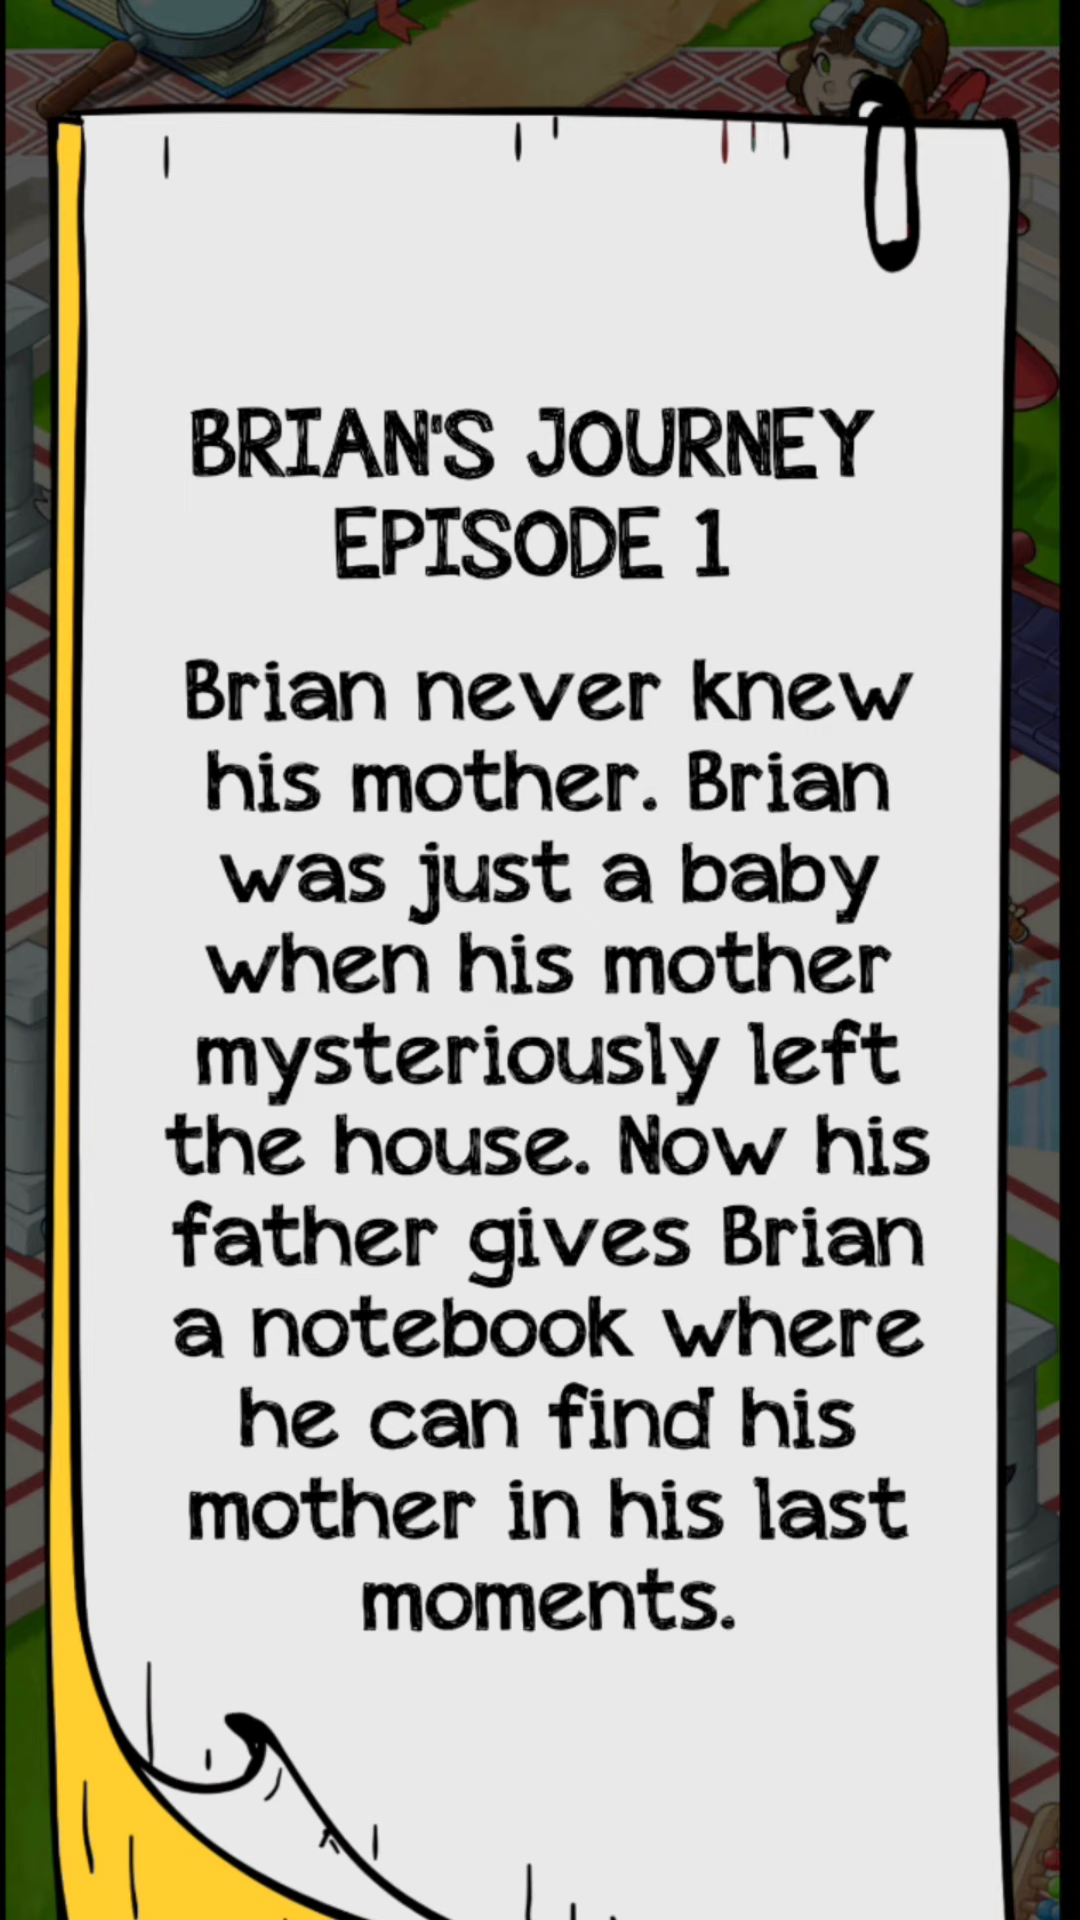 BRIAN'S JOURNEY
EPISODE 1
Brian never knew
his mother. Brian
was just a baby
when his mother
mysteriously left
the house. Now his
father gives Brian
a notebook where
he can find his
mother in his last
moments.